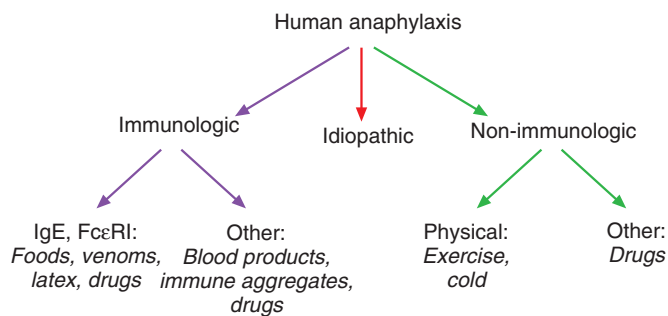 Human anaphylaxis
Immunologic
Idiopathic
Non-immunologic
IgE, FcεRI:
Foods, venoms,
latex, drugs
Other:
Blood products,
immune aggregates,
drugs
Physical:
Exercise,
cold
Other:
Drugs